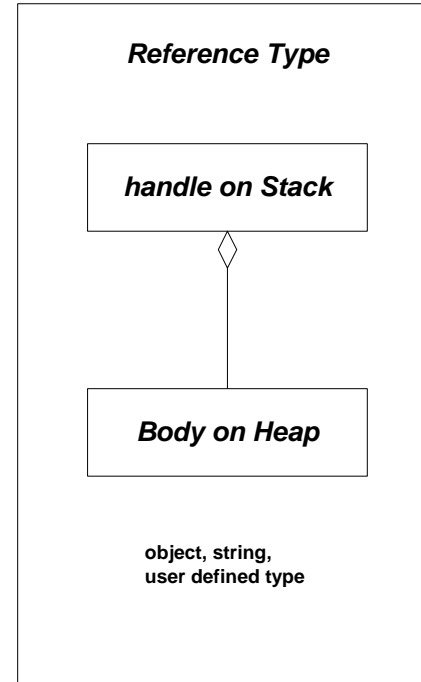 Reference Type
handle on Stack
Body on Heap
object, string,
user defined type